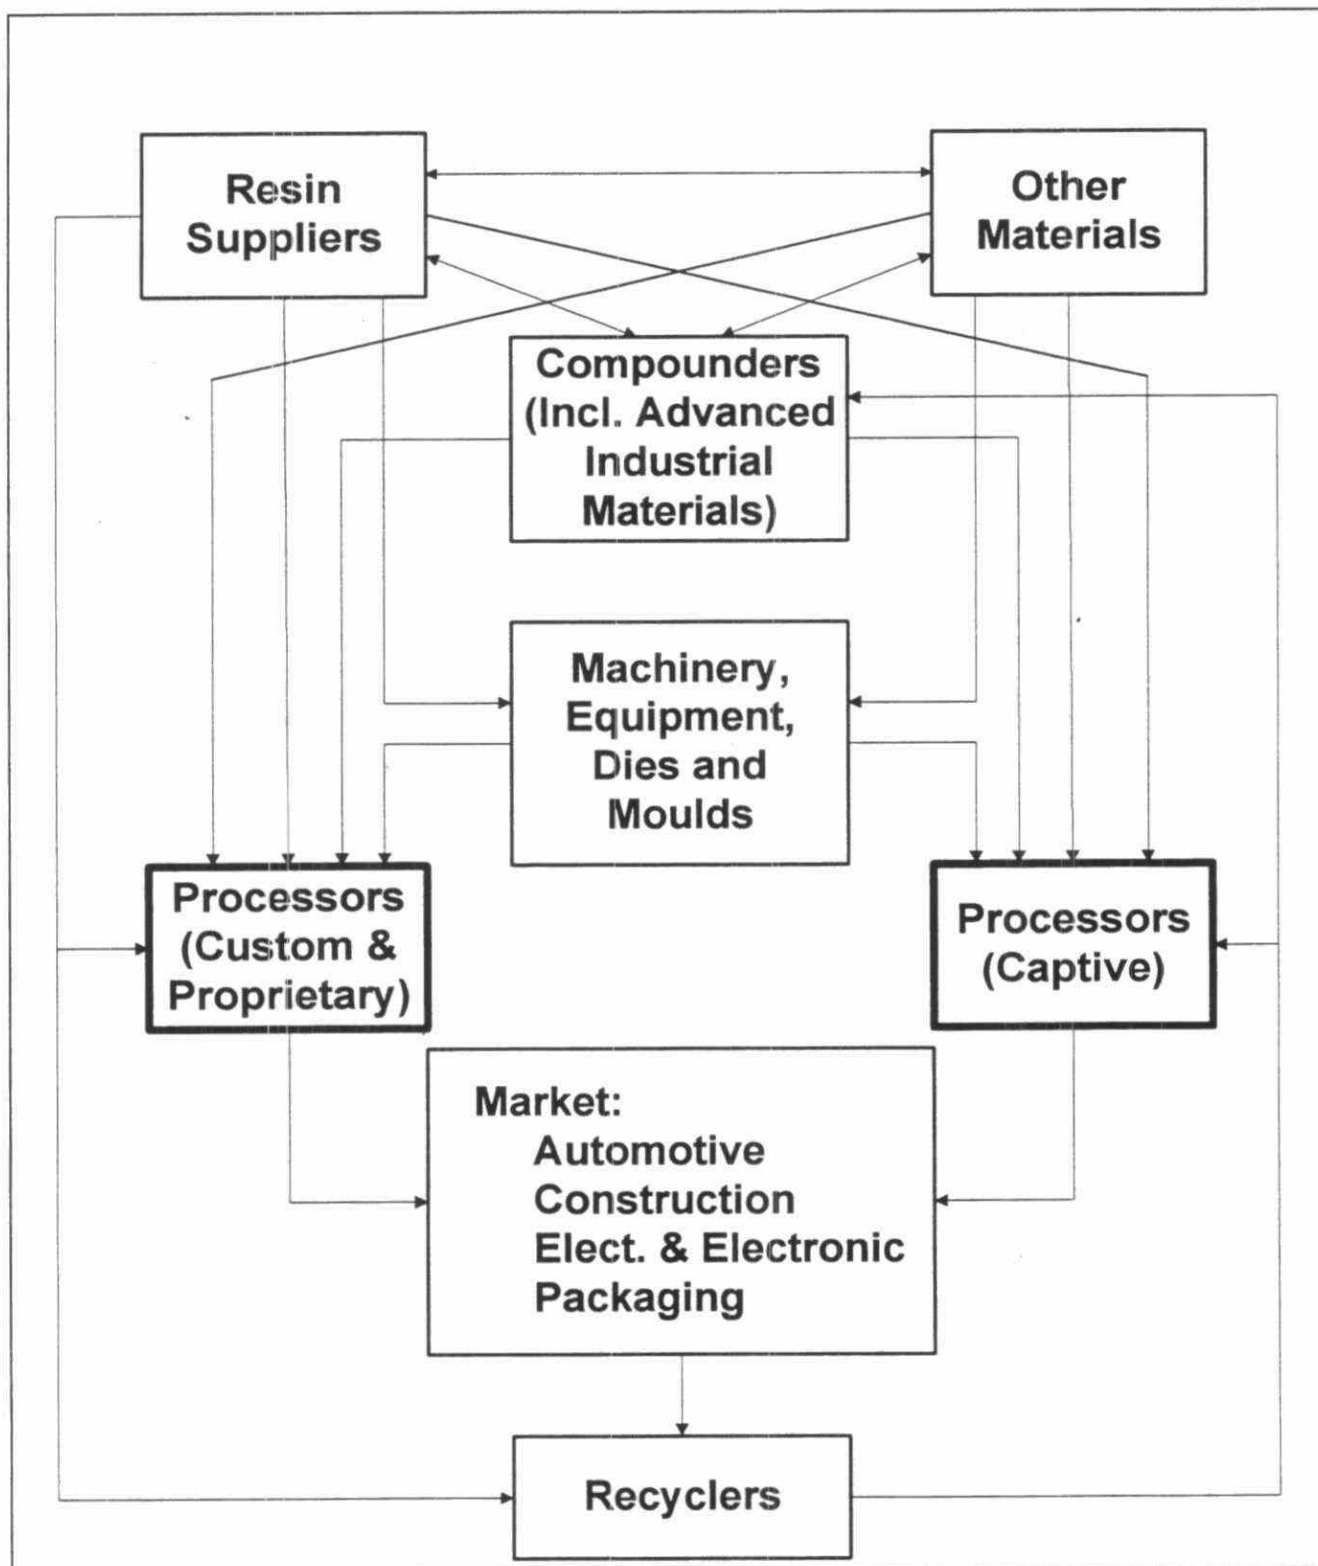 Resin
Suppliers
Other
Materials
Compounders
(Incl. Advanced
Industrial
Materials)
Machinery,
Equipment,
Dies and
Moulds
Processors
(Custom &
Proprietary)
Processors
(Captive)
Market:
Automotive
Construction
Elect. & Electronic
Packaging
Recyclers